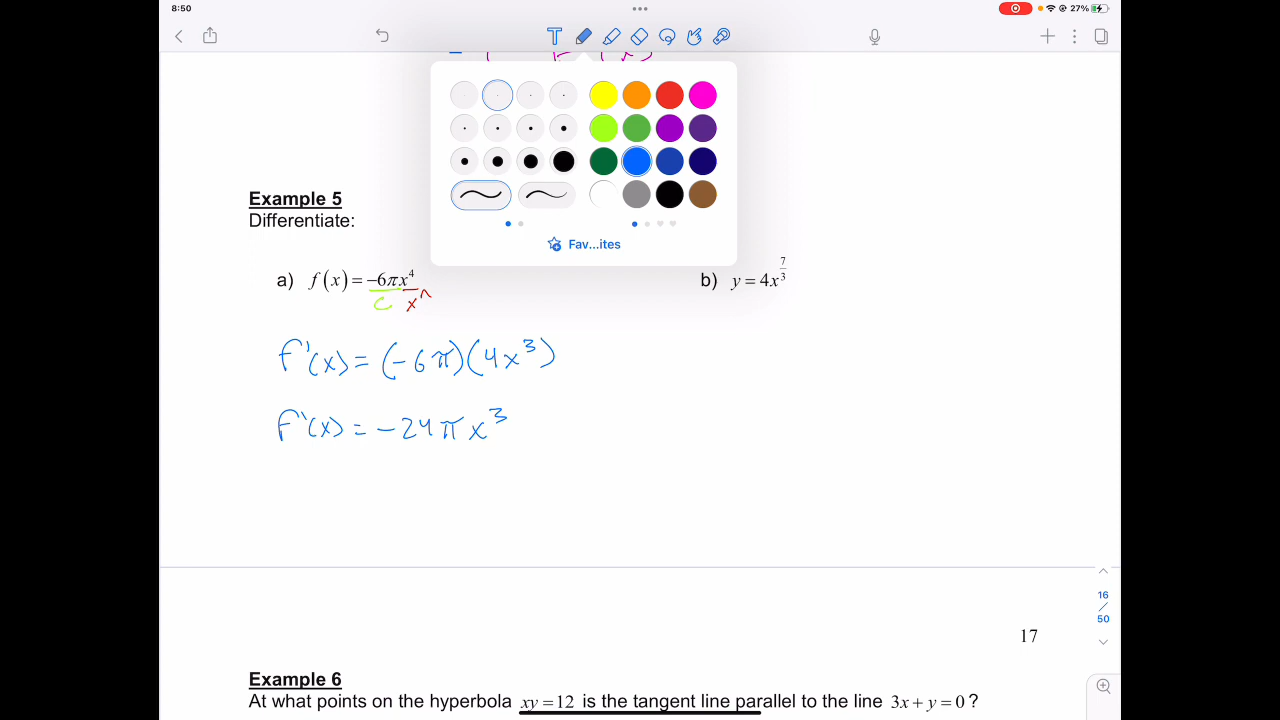 8:50
27%
T
Fav...ites
Example 5
Differentiate:
a) f(x) = −6πx⁴
c xⁿ
b) y = 4x^{7/3}
f'(x) = (−6π)(4x³)
f'(x) = −24πx³
16
/
50
17
Example 6
At what points on the hyperbola xy = 12 is the tangent line parallel to the line 3x + y = 0 ?